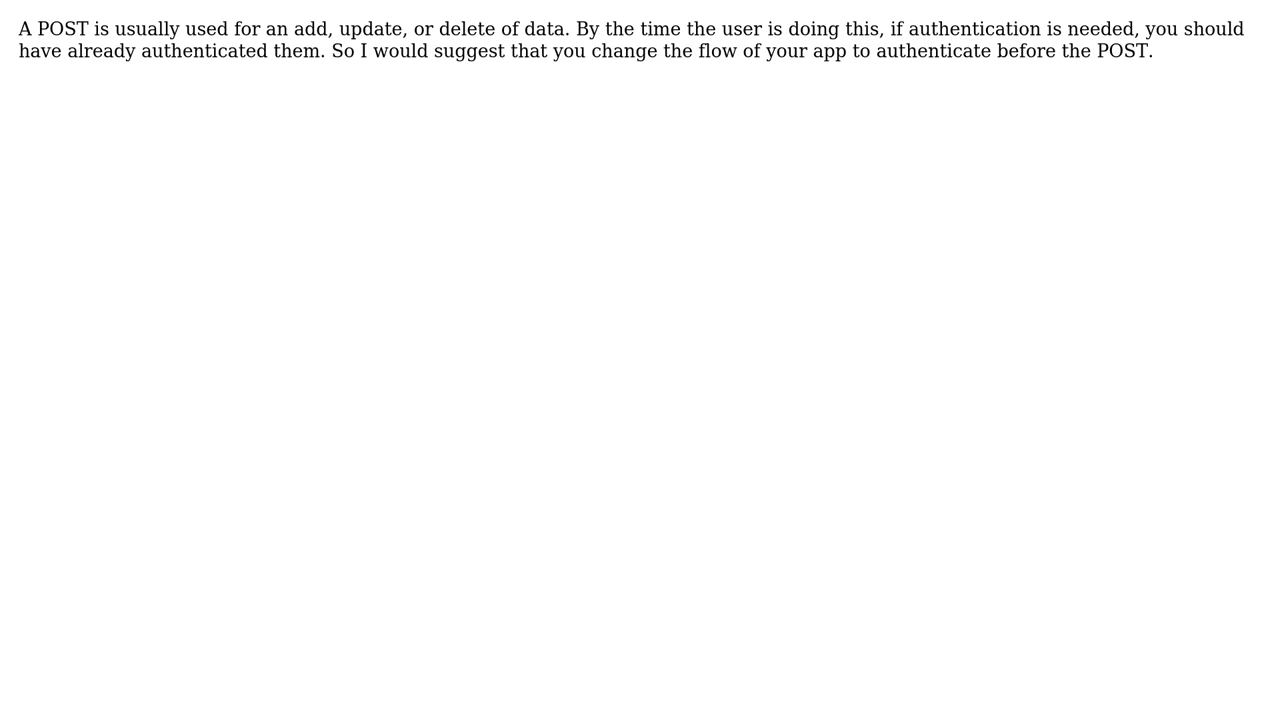 A POST is usually used for an add, update, or delete of data. By the time the user is doing this, if authentication is needed, you should
have already authenticated them. So I would suggest that you change the flow of your app to authenticate before the POST.